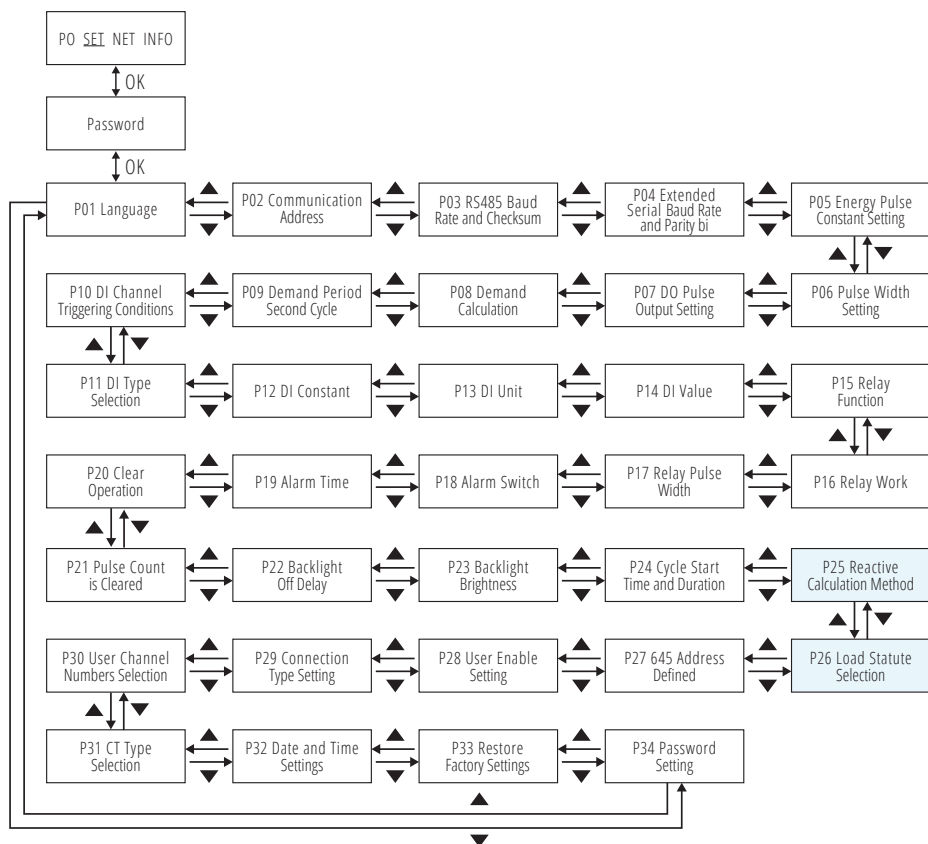 PO SET NET INFO
OK
Password
OK
P01 Language
P02 Communication
Address
P03 RS485 Baud
Rate and Checksum
P04 Extended
Serial Baud Rate
and Parity bi
P05 Energy Pulse
Constant Setting
P10 DI Channel
Triggering Conditions
P09 Demand Period
Second Cycle
P08 Demand
Calculation
P07 DO Pulse
Output Setting
P06 Pulse Width
Setting
P11 DI Type
Selection
P12 DI Constant
P13 DI Unit
P14 DI Value
P15 Relay
Function
P20 Clear
Operation
P19 Alarm Time
P18 Alarm Switch
P17 Relay Pulse
Width
P16 Relay Work
P21 Pulse Count
is Cleared
P22 Backlight
Off Delay
P23 Backlight
Brightness
P24 Cycle Start
Time and Duration
P25 Reactive
Calculation Method
P30 User Channel
Numbers Selection
P29 Connection
Type Setting
P28 User Enable
Setting
P27 645 Address
Defined
P26 Load Statute
Selection
P31 CT Type
Selection
P32 Date and Time
Settings
P33 Restore
Factory Settings
P34 Password
Setting